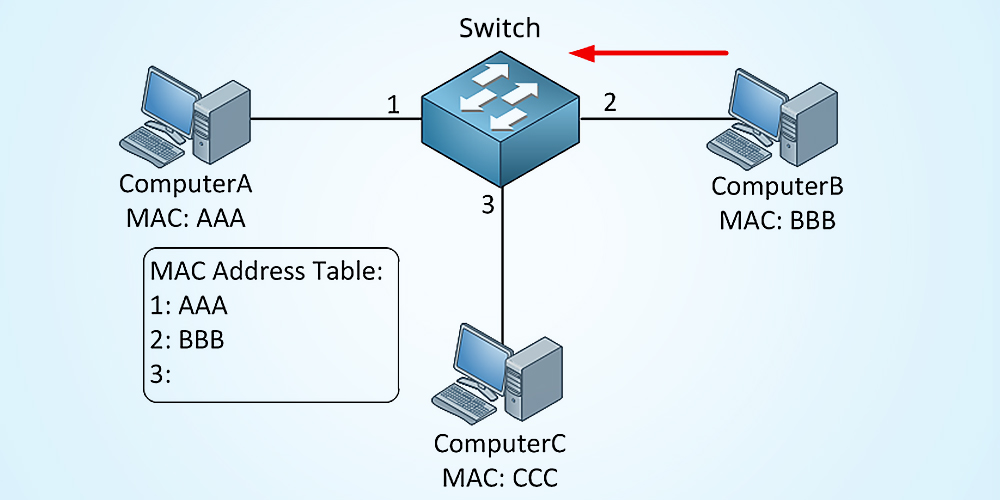 Switch
1
2
3
ComputerA
MAC: AAA
ComputerB
MAC: BBB
MAC Address Table:
1: AAA
2: BBB
3:
ComputerC
MAC: CCC